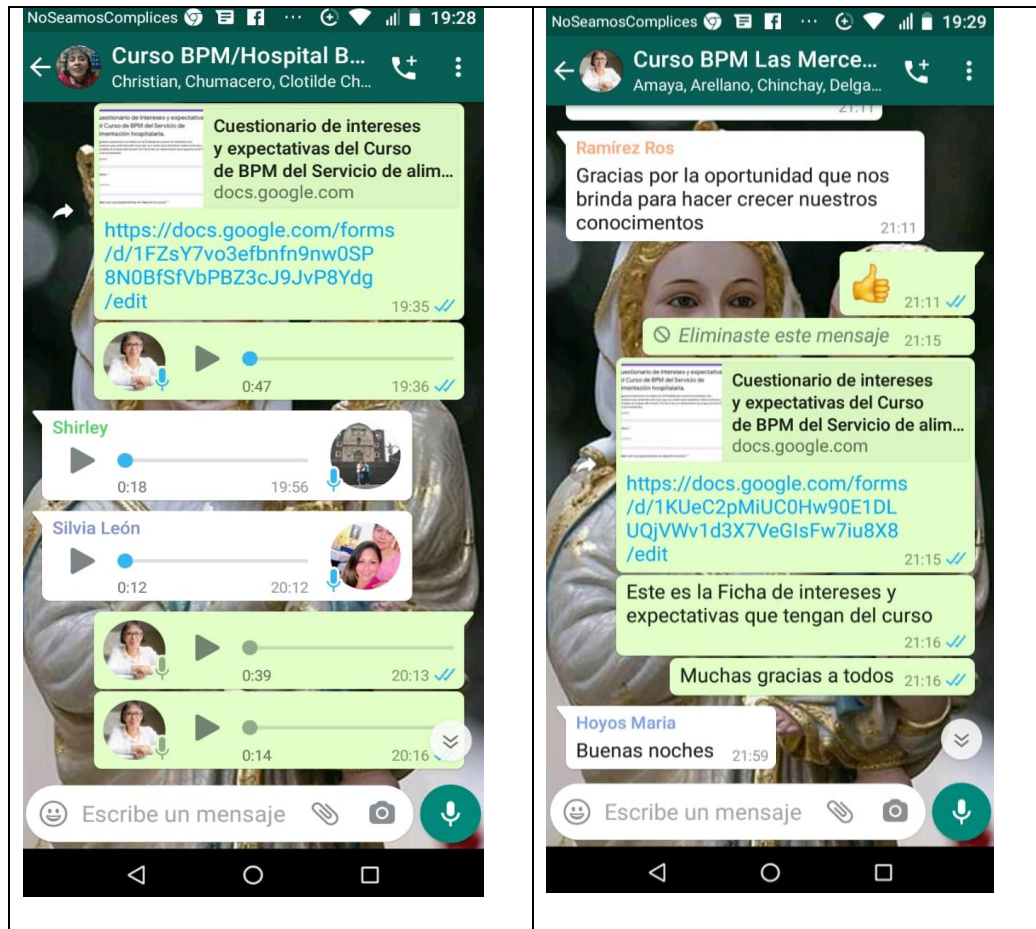 NoSeamosComplices 19:28
Curso BPM/Hospital B...
Christian, Chumacero, Clotilde Ch...
Cuestionario de intereses
y expectativas del Curso
de BPM del Servicio de alim...
docs.google.com
https://docs.google.com/forms
/d/1FZsY7vo3efbnfn9nw0SP
8N0BfSfVbPBZ3cJ9JvP8Ydg
/edit
19:35
0:47 19:36
Shirley
0:18 19:56
Silvia León
0:12 20:12
0:39 20:13
0:14 20:16
Escribe un mensaje
NoSeamosComplices 19:29
Curso BPM Las Merce...
Amaya, Arellano, Chinchay, Delga...
21:11
Ramírez Ros
Gracias por la oportunidad que nos
brinda para hacer crecer nuestros
conocimentos
21:11
21:11
Eliminaste este mensaje 21:15
Cuestionario de intereses
y expectativas del Curso
de BPM del Servicio de alim...
docs.google.com
https://docs.google.com/forms
/d/1KUeC2pMiUC0Hw90E1DL
UQjVWv1d3X7VeGIsFw7iu8X8
/edit
21:15
Este es la Ficha de intereses y
expectativas que tengan del curso
21:16
Muchas gracias a todos 21:16
Hoyos Maria
Buenas noches 21:59
Escribe un mensaje